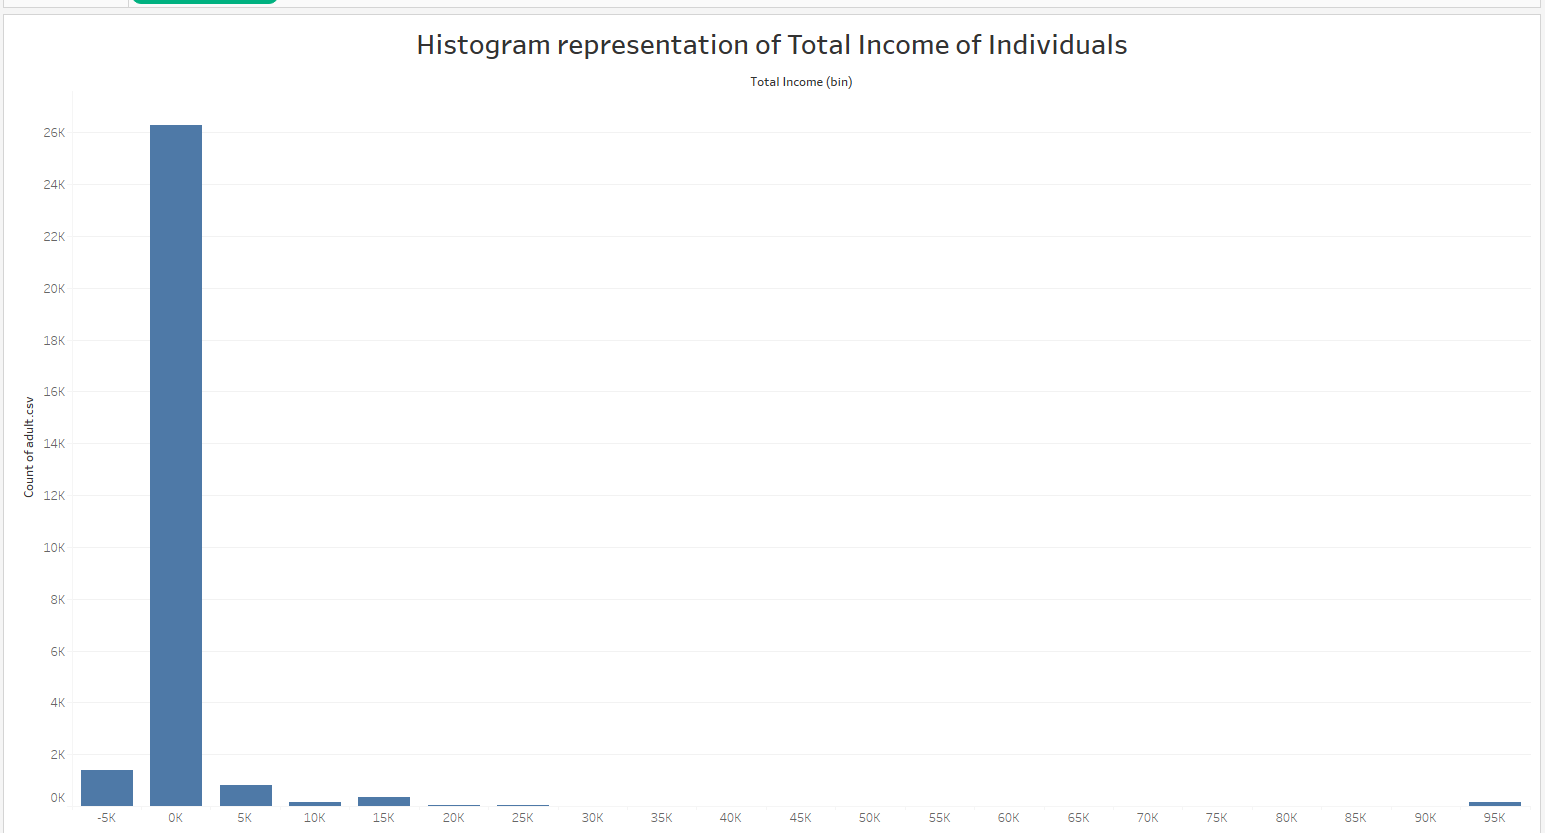 Histogram representation of Total Income of Individuals
Total Income (bin)
26K
24K
22K
20K
18K
16K
14K
12K
10K
8K
6K
4K
2K
0K
Count of adult.csv
-5K 0K 5K 10K 15K 20K 25K 30K 35K 40K 45K 50K 55K 60K 65K 70K 75K 80K 85K 90K 95K